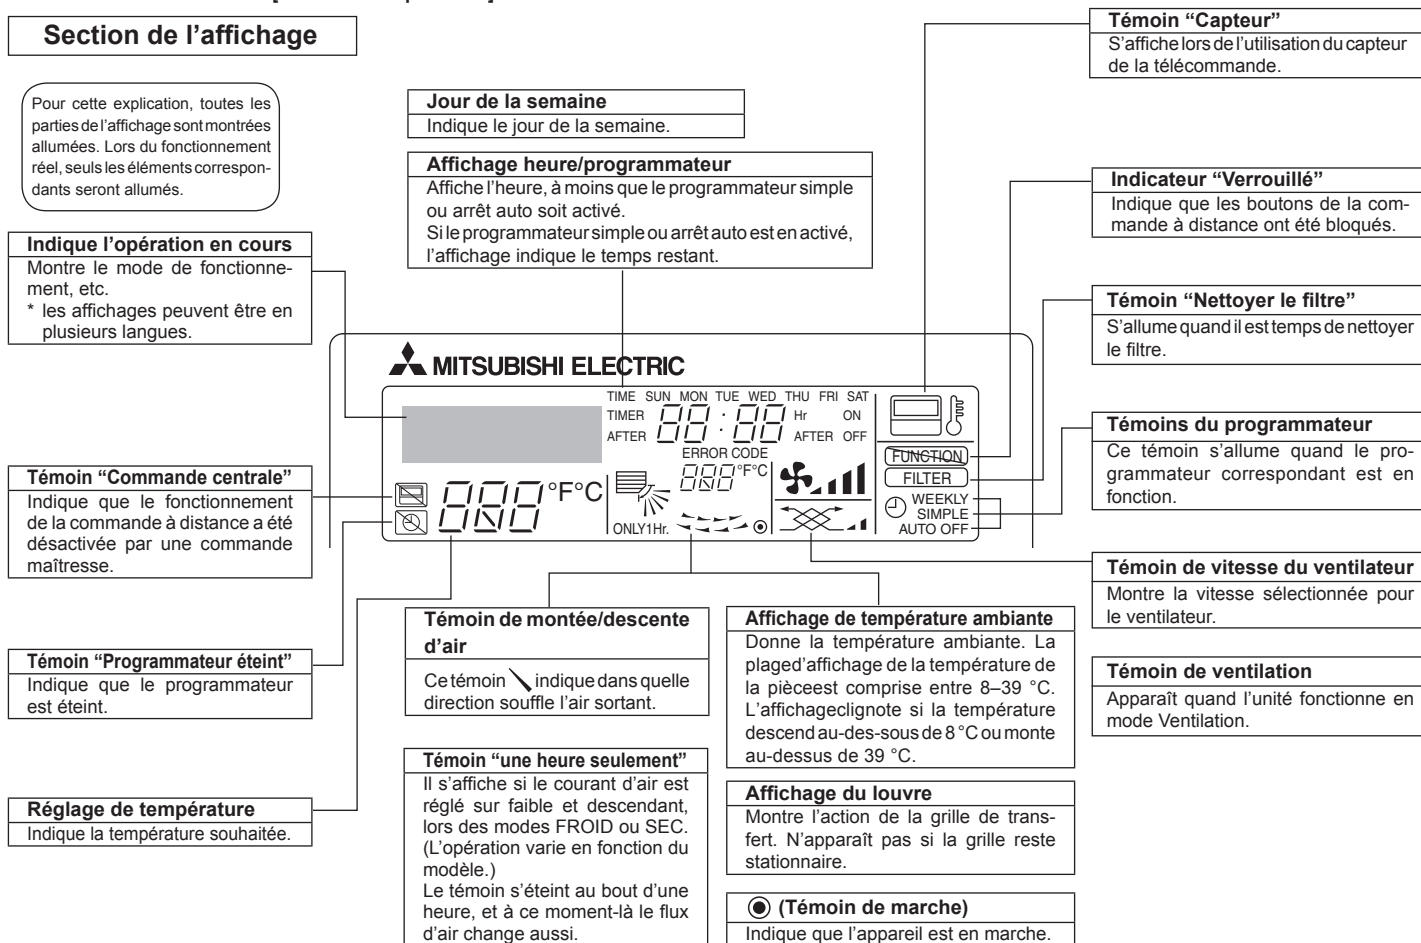 Section de l'affichage
Pour cette explication, toutes les
parties de l'affichage sont montrées
allumées. Lors du fonctionnement
réel, seuls les éléments correspon-
dants seront allumés.
Indique l'opération en cours
Montre le mode de fonctionne-
ment, etc.
* les affichages peuvent être en
plusieurs langues.
Témoin "Commande centrale"
Indique que le fonctionnement
de la commande à distance a été
désactivée par une commande
maîtresse.
Témoin "Programmateur éteint"
Indique que le programmateur
est éteint.
Réglage de température
Indique la température souhaitée.
Jour de la semaine
Indique le jour de la semaine.
Affichage heure/programmateur
Affiche l'heure, à moins que le programmateur simple
ou arrêt auto soit activé.
Si le programmateur simple ou arrêt auto est en activé,
l'affichage indique le temps restant.
MITSUBISHI ELECTRIC
TIME SUN MON TUE WED THU FRI SAT
TIMER 88:88 Hr ON
AFTER AFTER OFF
ERROR CODE
°F°C
°F°C
ONLY1Hr.
FUNCTION
FILTER
WEEKLY
SIMPLE
AUTO OFF
Témoin de montée/descente
d'air
Ce témoin indique dans quelle
direction souffle l'air sortant.
Témoin "une heure seulement"
Il s'affiche si le courant d'air est
réglé sur faible et descendant,
lors des modes FROID ou SEC.
(L'opération varie en fonction du
modèle.)
Le témoin s'éteint au bout d'une
heure, et à ce moment-là le flux
d'air change aussi.
Affichage de température ambiante
Donne la température ambiante. La
plaged'affichage de la température de
la pièceest comprise entre 8–39 °C.
L'affichageclignote si la température
descend au-des-sous de 8 °C ou monte
au-dessus de 39 °C.
Affichage du louvre
Montre l'action de la grille de trans-
fert. N'apparaît pas si la grille reste
stationnaire.
(Témoin de marche)
Indique que l'appareil est en marche.
Témoin "Capteur"
S'affiche lors de l'utilisation du capteur
de la télécommande.
Indicateur "Verrouillé"
Indique que les boutons de la com-
mande à distance ont été bloqués.
Témoin "Nettoyer le filtre"
S'allume quand il est temps de nettoyer
le filtre.
Témoins du programmateur
Ce témoin s'allume quand le pro-
grammateur correspondant est en
fonction.
Témoin de vitesse du ventilateur
Montre la vitesse sélectionnée pour
le ventilateur.
Témoin de ventilation
Apparaît quand l'unité fonctionne en
mode Ventilation.